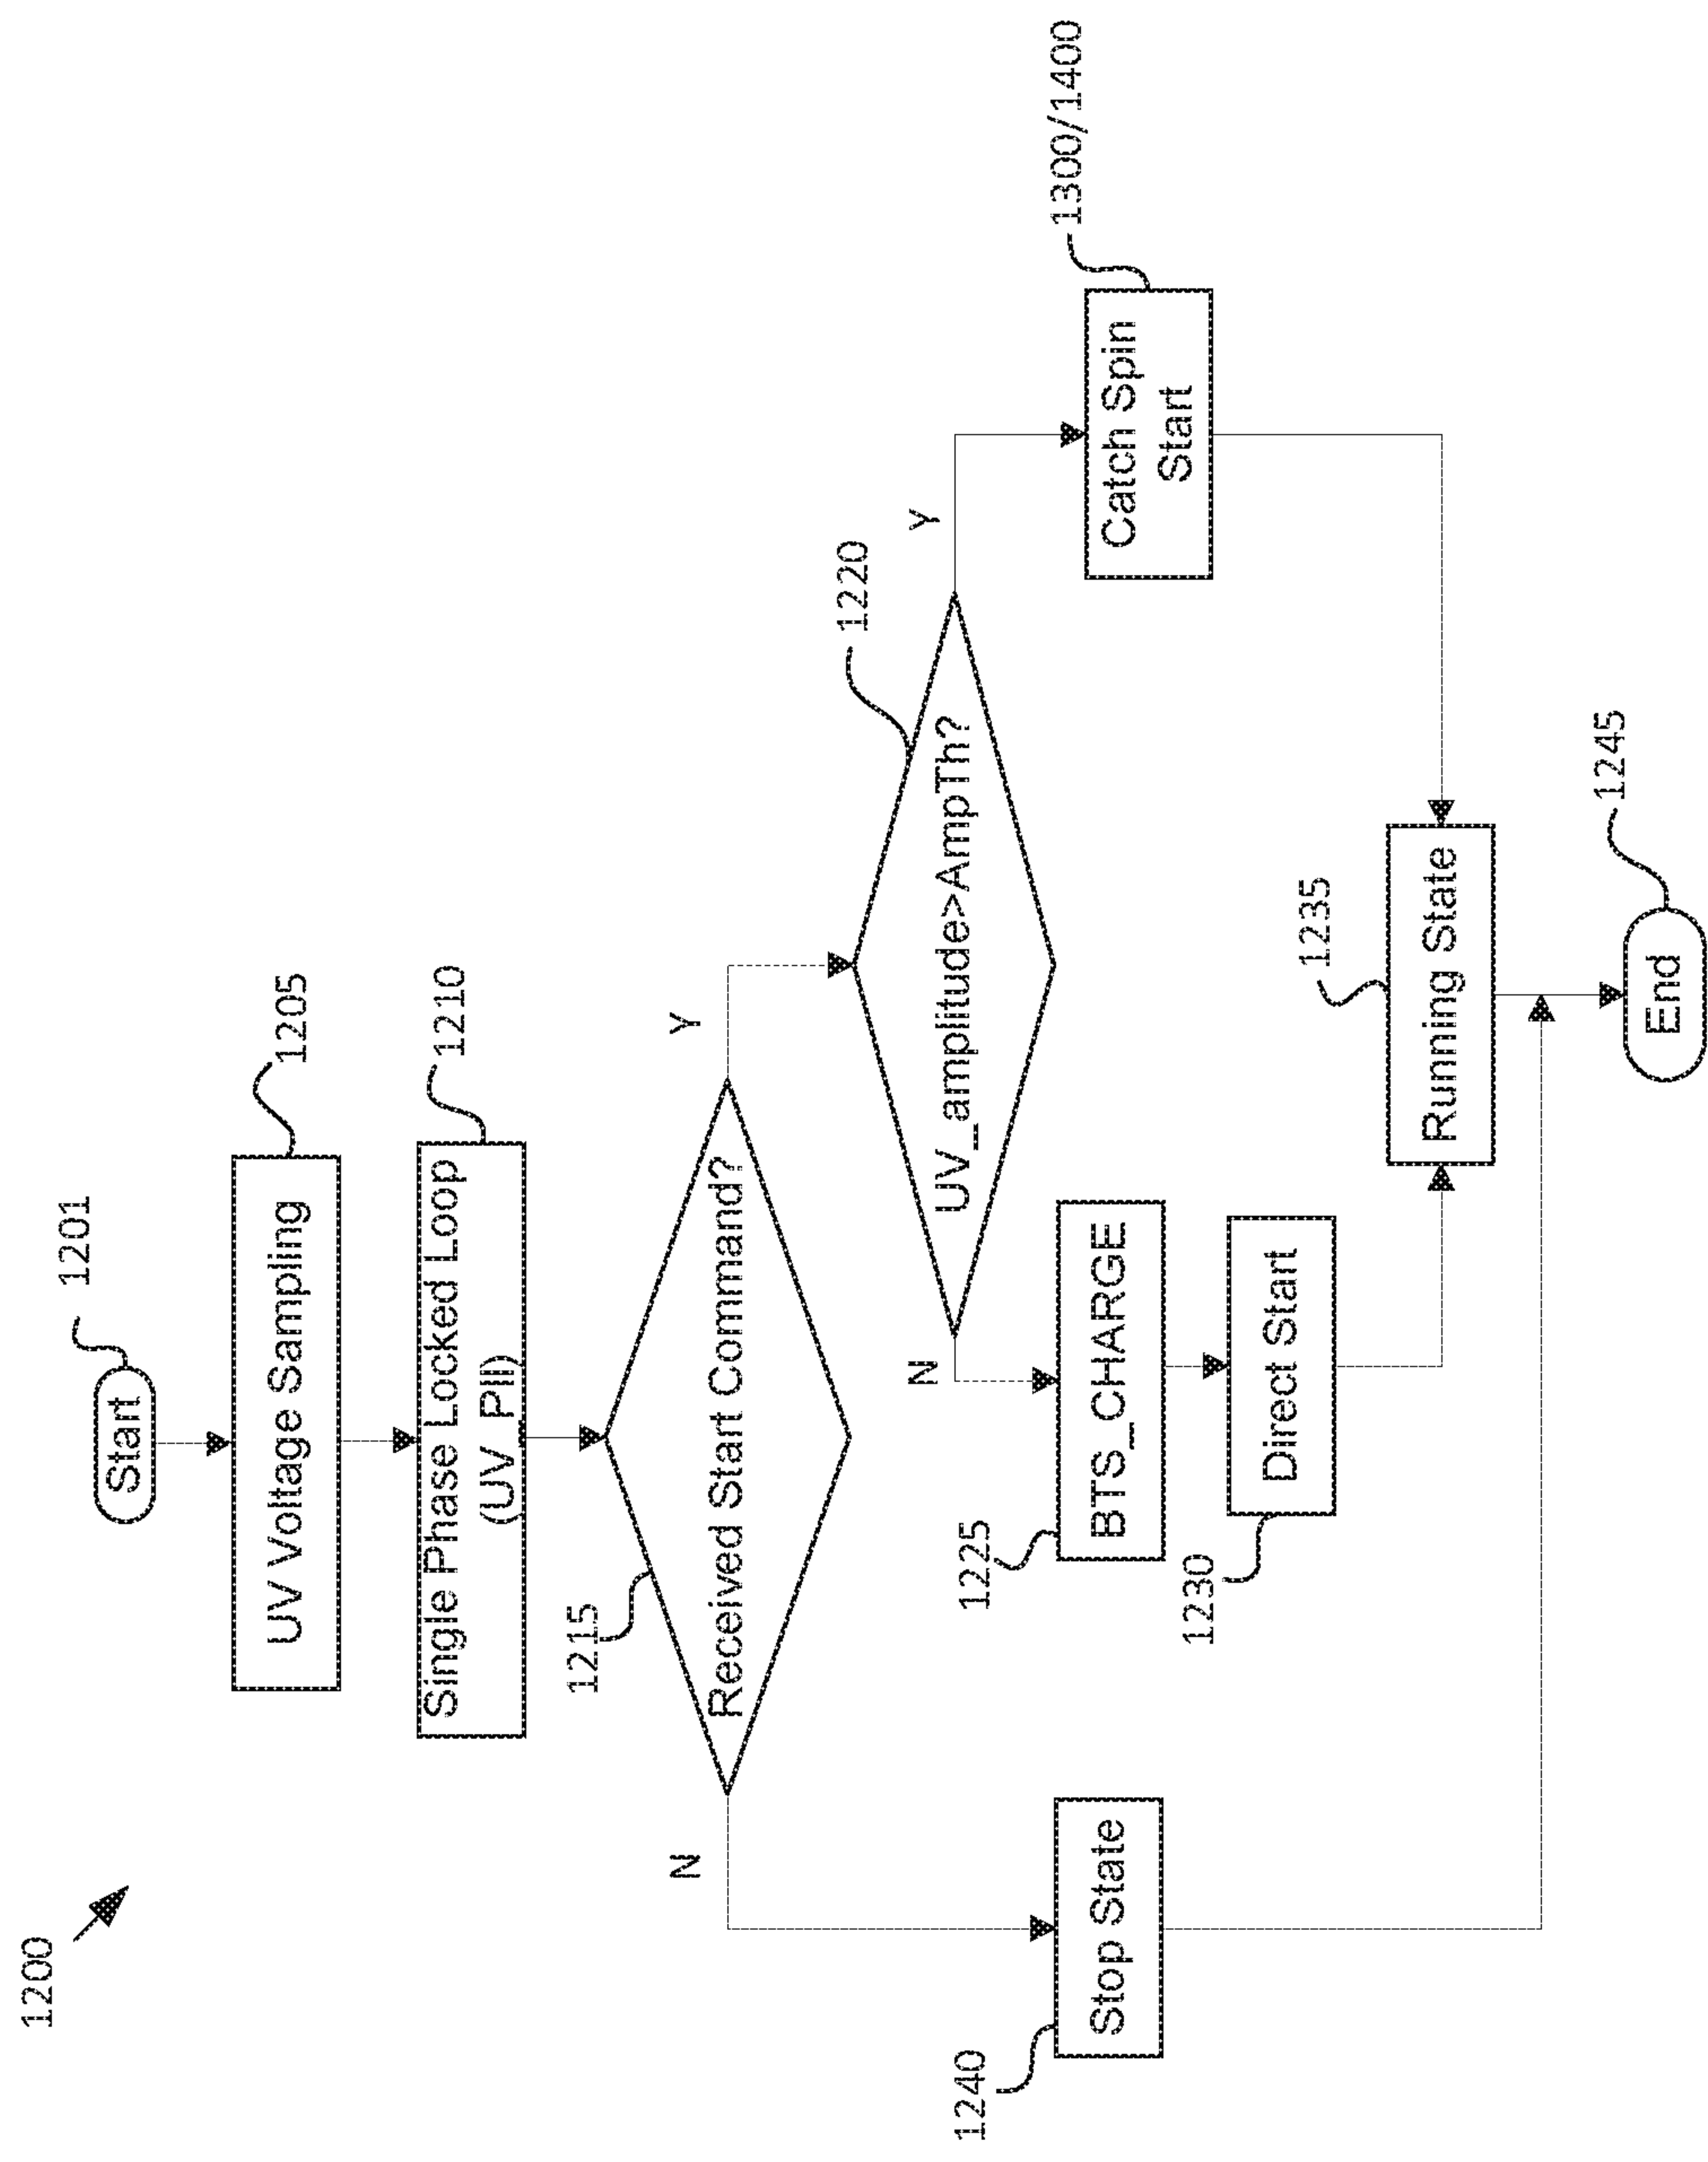 1200
1201
Start
UV Voltage Sampling
1205
Single Phase Locked Loop
(UV_Pll)
1210
1215
Received Start Command?
N
Y
1220
UV_amplitude>AmpTh?
N
Y
1240
Stop State
1225
BTS_CHARGE
1230
Direct Start
Catch Spin
Start
1300/1400
1235
Running State
End
1245